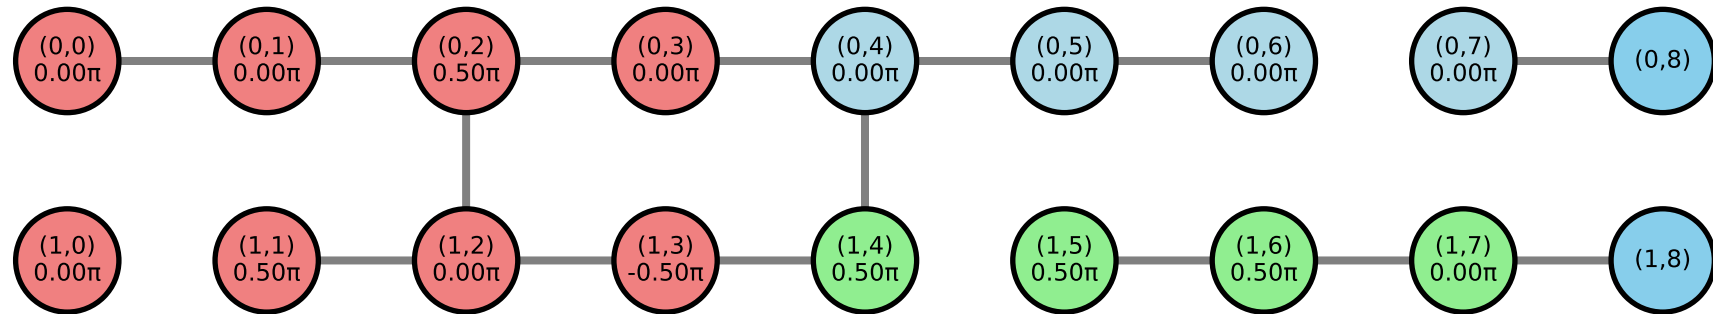 (0,0)
0.00π
(0,1)
0.00π
(0,2)
0.50π
(0,3)
0.00π
(0,4)
0.00π
(0,5)
0.00π
(0,6)
0.00π
(0,7)
0.00π
(0,8)
(1,0)
0.00π
(1,1)
0.50π
(1,2)
0.00π
(1,3)
-0.50π
(1,4)
0.50π
(1,5)
0.50π
(1,6)
0.50π
(1,7)
0.00π
(1,8)